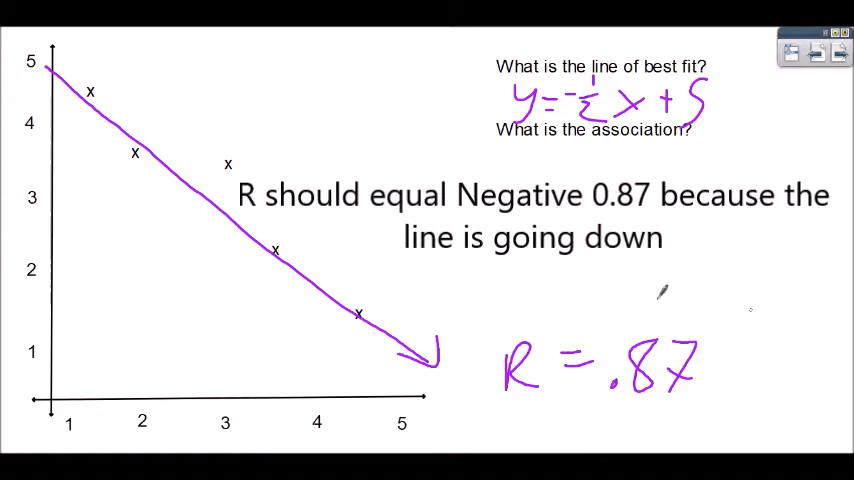 5
4
3
2
1
1 2 3 4 5
x
x
x
x
x
What is the line of best fit?
y = -1/2 x + 5
What is the association?
R should equal Negative 0.87 because the
line is going down
R = .87